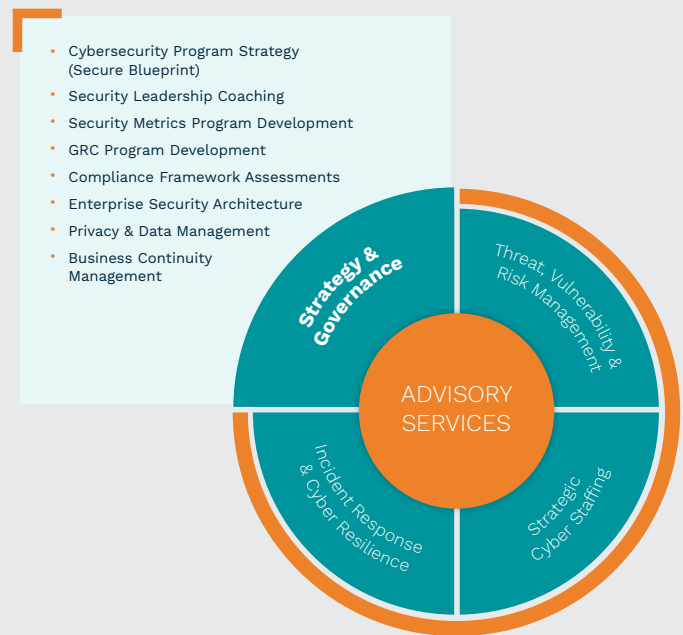 • Cybersecurity Program Strategy
(Secure Blueprint)
• Security Leadership Coaching
• Security Metrics Program Development
• GRC Program Development
• Compliance Framework Assessments
• Enterprise Security Architecture
• Privacy & Data Management
• Business Continuity
Management
Strategy &
Governance
Threat, Vulnerability &
Risk Management
ADVISORY
SERVICES
Incident Response
& Cyber Resilience
Strategic
Cyber Staffing